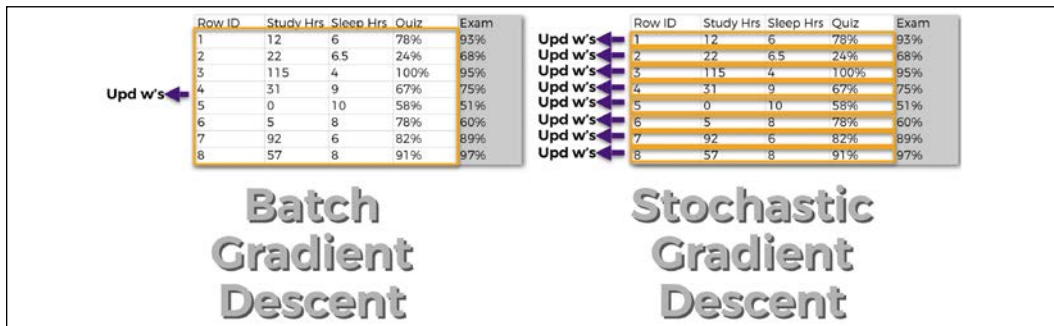 Row ID Study Hrs Sleep Hrs Quiz Exam
1 12 6 78% 93%
2 22 6.5 24% 68%
3 115 4 100% 95%
4 31 9 67% 75%
5 0 10 58% 51%
6 5 8 78% 60%
7 92 6 82% 89%
8 57 8 91% 97%
Upd w's
Batch
Gradient
Descent
Row ID Study Hrs Sleep Hrs Quiz Exam
Upd w's 1 12 6 78% 93%
Upd w's 2 22 6.5 24% 68%
Upd w's 3 115 4 100% 95%
Upd w's 4 31 9 67% 75%
Upd w's 5 0 10 58% 51%
Upd w's 6 5 8 78% 60%
Upd w's 7 92 6 82% 89%
Upd w's 8 57 8 91% 97%
Stochastic
Gradient
Descent